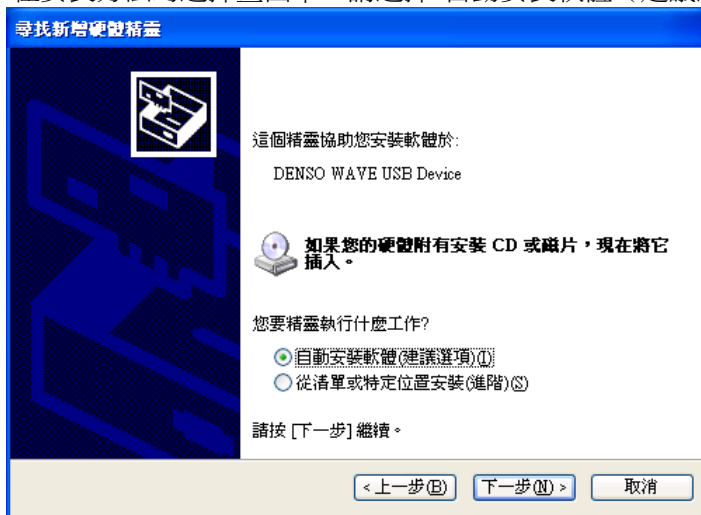 尋找新增硬體精靈
這個精靈協助您安裝軟體於:
DENSO WAVE USB Device
如果您的硬體附有安裝 CD 或磁片，現在將它
插入。
您要精靈執行什麼工作?
自動安裝軟體(建議選項)(I)
從清單或特定位置安裝(進階)(S)
請按 [下一步] 繼續。
<上一步(B) 下一步(N)> 取消